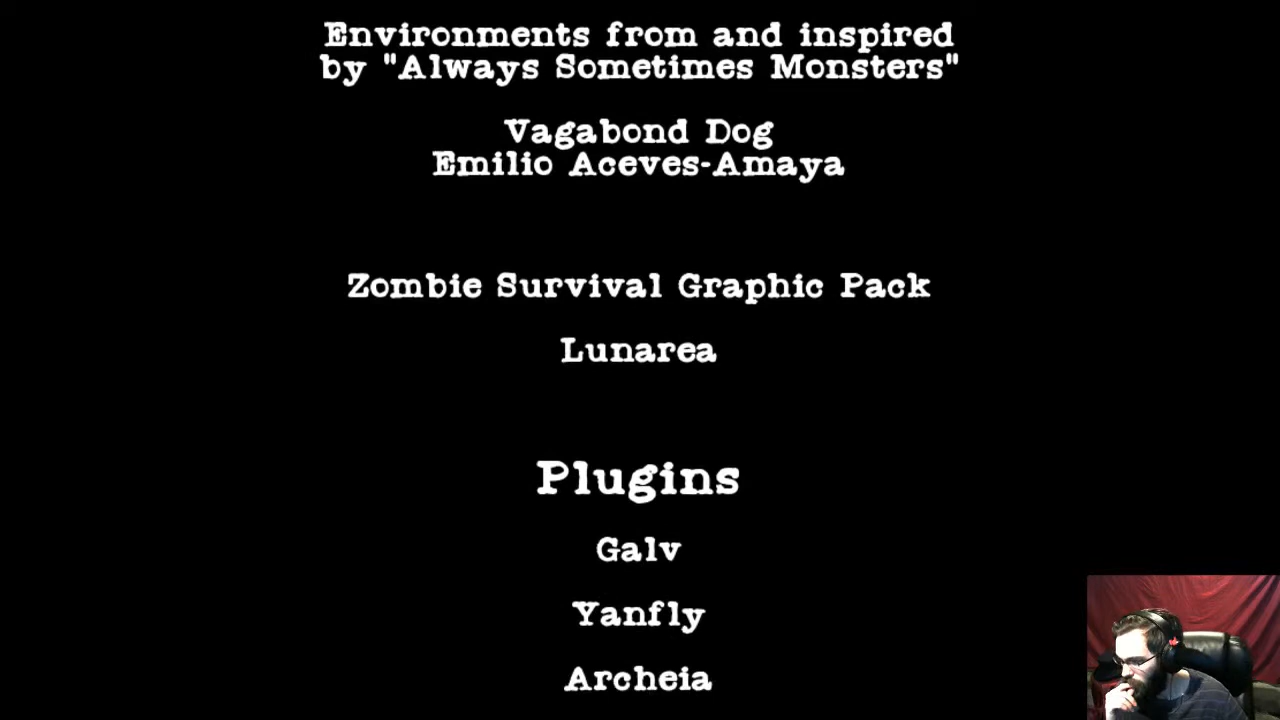 Environments from and inspired
by "Always Sometimes Monsters"
Vagabond Dog
Emilio Aceves-Amaya
Zombie Survival Graphic Pack
Lunarea
Plugins
Galv
Yanfly
Archeia